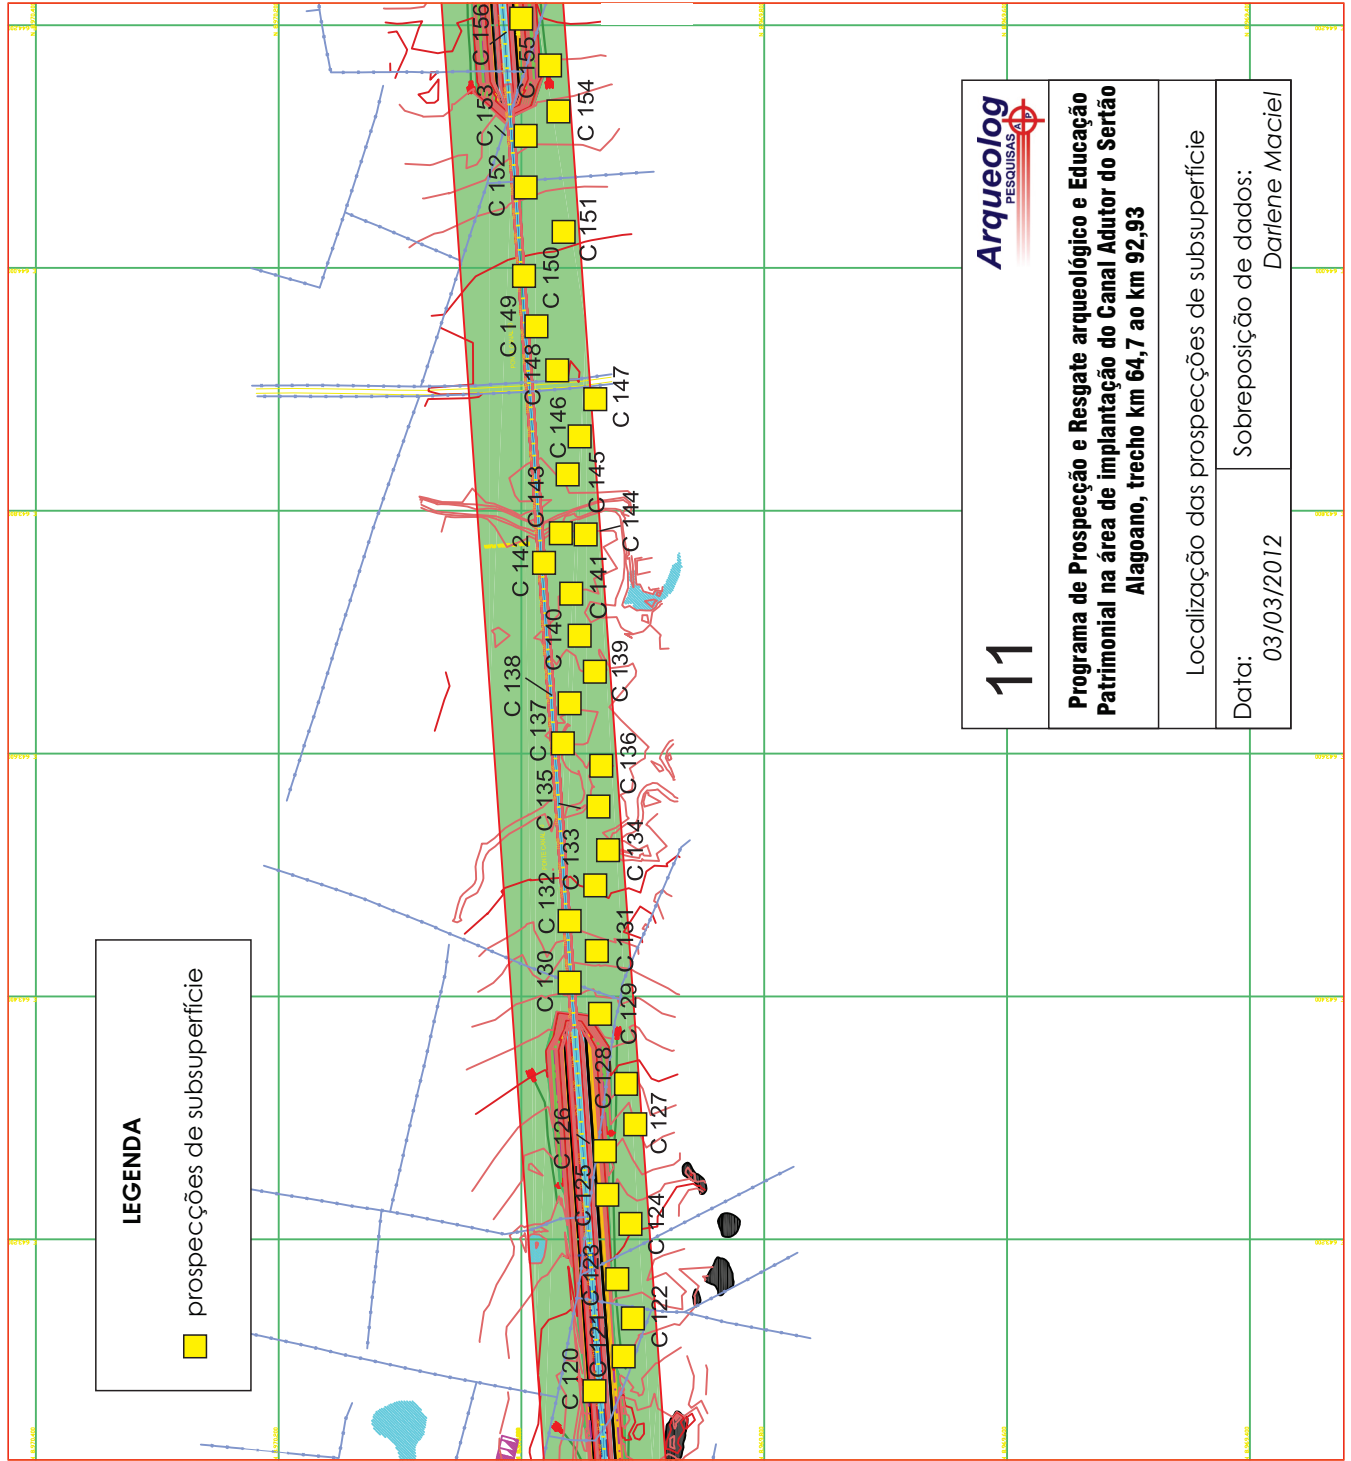 LEGENDA
prospecções de subsuperfície
C 120
C 121
C 122
C 123
C 124
C 125
C 126
C 127
C 128
C 129
C 130
C 131
C 132
C 133
C 134
C 135
C 136
C 137
C 138
C 139
C 140
C 141
C 142
C 143
C 144
C 145
C 146
C 147
C 148
C 149
C 150
C 151
C 152
C 153
C 154
C 155
C 156
11
Arqueolog
PESQUISAS
A P
Programa de Prospecção e Resgate arqueológico e Educação
Patrimonial na área de implantação do Canal Adutor do Sertão
Alagoano, trecho km 64,7 ao km 92,93
Localização das prospecções de subsuperfície
Data:
03/03/2012
Sobreposição de dados:
Darlene Maciel